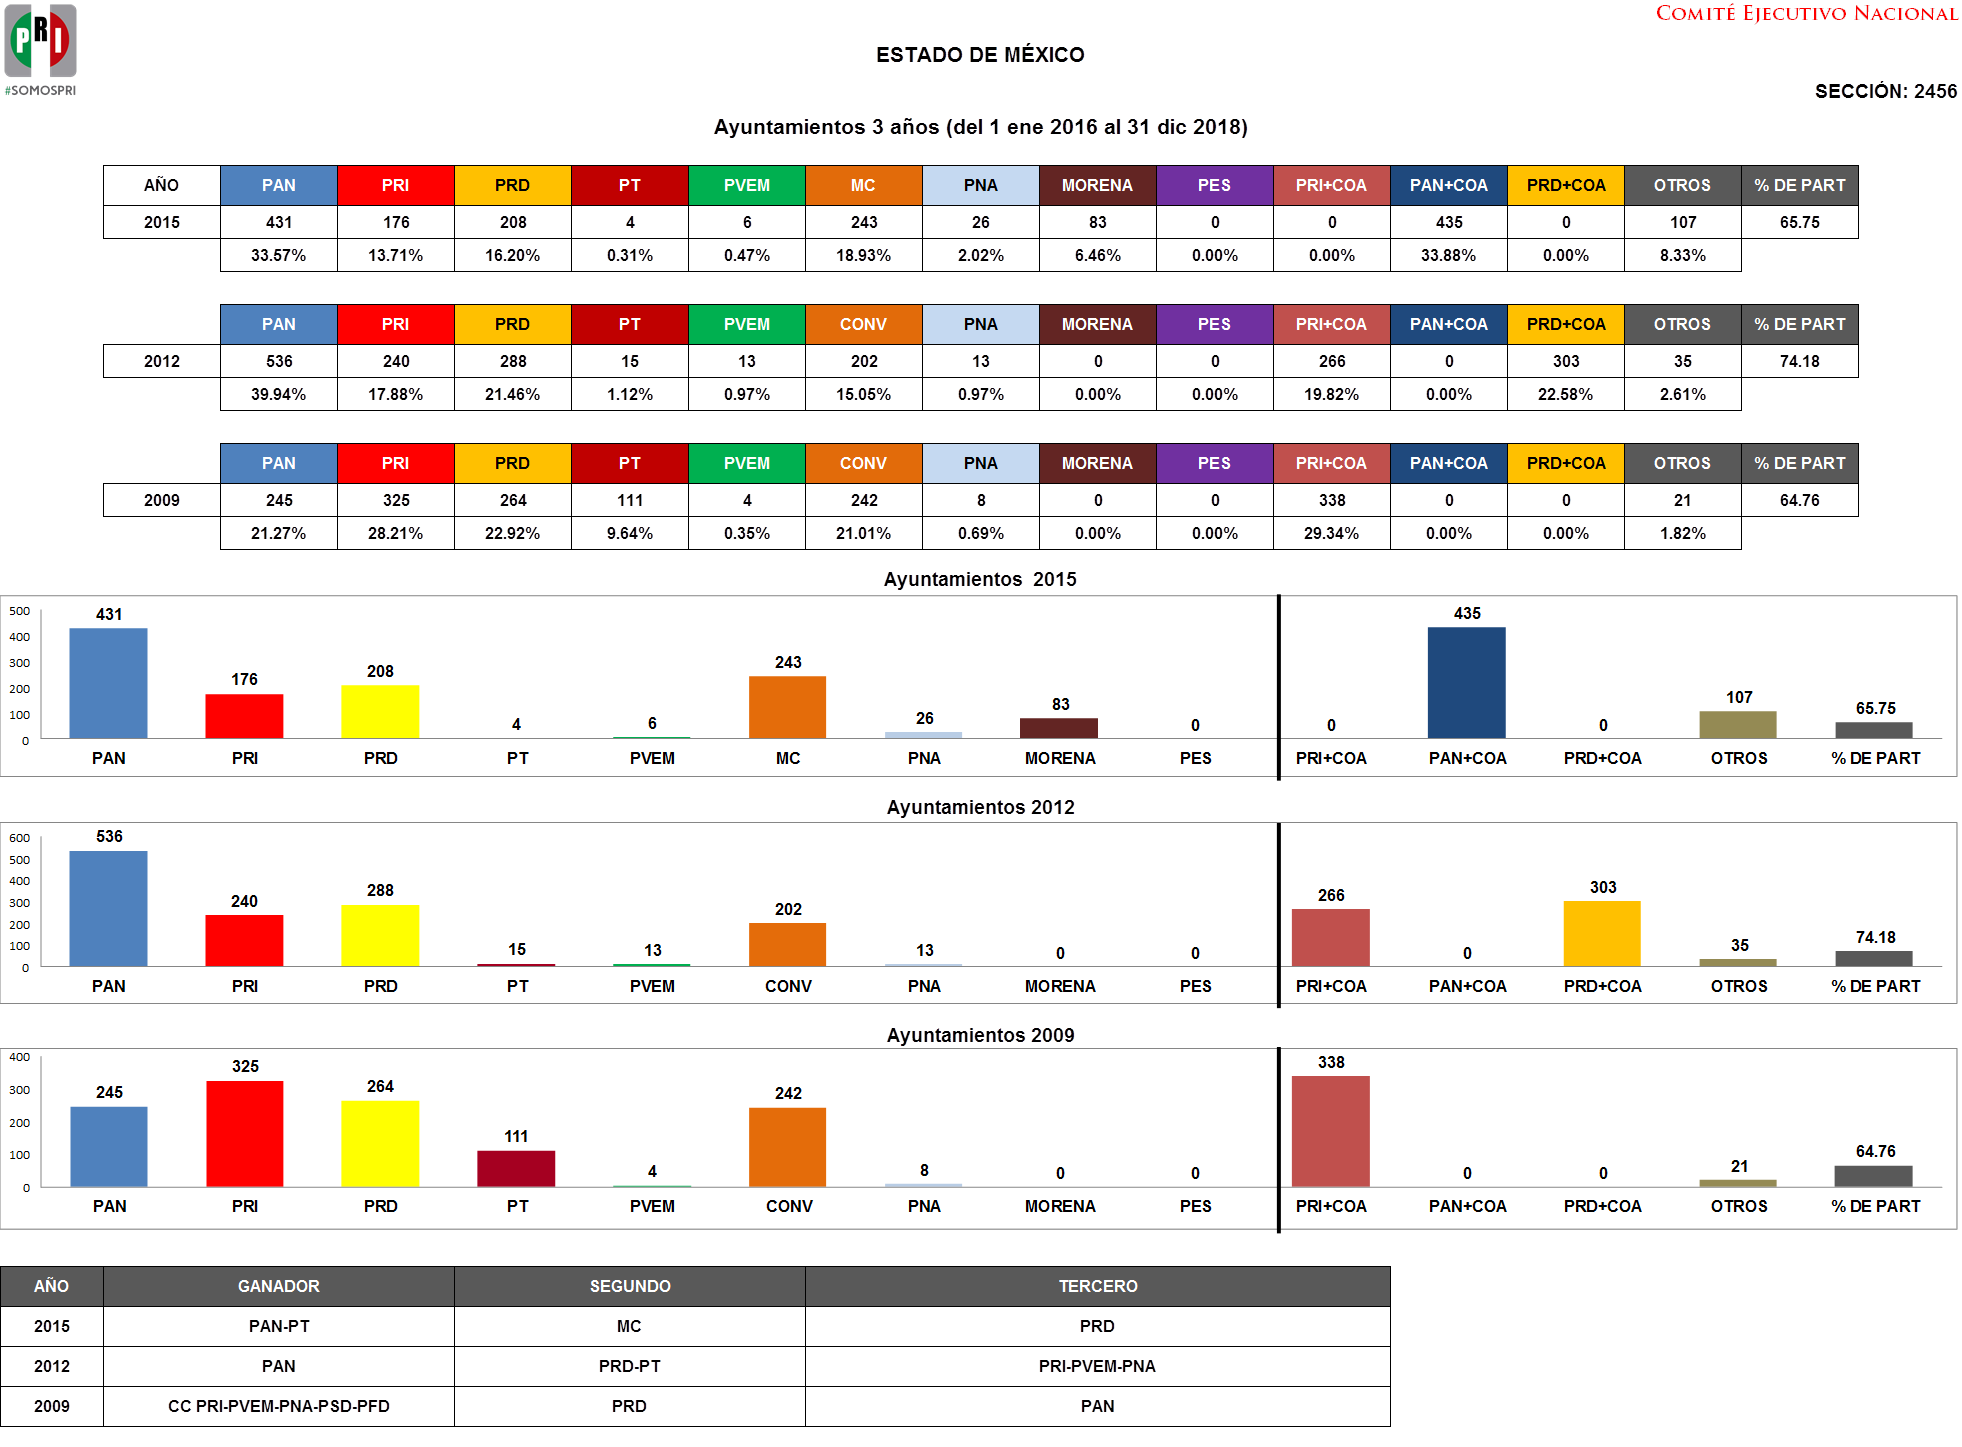 PRI
#SOMOSPRI
COMITÉ EJECUTIVO NACIONAL
ESTADO DE MÉXICO
SECCIÓN: 2456
Ayuntamientos 3 años (del 1 ene 2016 al 31 dic 2018)
AÑO PAN PRI PRD PT PVEM MC PNA MORENA PES PRI+COA PAN+COA PRD+COA OTROS % DE PART
2015 431 176 208 4 6 243 26 83 0 0 435 0 107 65.75
33.57% 13.71% 16.20% 0.31% 0.47% 18.93% 2.02% 6.46% 0.00% 0.00% 33.88% 0.00% 8.33%
PAN PRI PRD PT PVEM CONV PNA MORENA PES PRI+COA PAN+COA PRD+COA OTROS % DE PART
2012 536 240 288 15 13 202 13 0 0 266 0 303 35 74.18
39.94% 17.88% 21.46% 1.12% 0.97% 15.05% 0.97% 0.00% 0.00% 19.82% 0.00% 22.58% 2.61%
PAN PRI PRD PT PVEM CONV PNA MORENA PES PRI+COA PAN+COA PRD+COA OTROS % DE PART
2009 245 325 264 111 4 242 8 0 0 338 0 0 21 64.76
21.27% 28.21% 22.92% 9.64% 0.35% 21.01% 0.69% 0.00% 0.00% 29.34% 0.00% 0.00% 1.82%
Ayuntamientos 2015
500
400
300
200
100
0
431 176 208 4 6 243 26 83 0 0 435 0 107 65.75
PAN PRI PRD PT PVEM MC PNA MORENA PES PRI+COA PAN+COA PRD+COA OTROS % DE PART
Ayuntamientos 2012
600
500
400
300
200
100
0
536 240 288 15 13 202 13 0 0 266 0 303 35 74.18
PAN PRI PRD PT PVEM CONV PNA MORENA PES PRI+COA PAN+COA PRD+COA OTROS % DE PART
Ayuntamientos 2009
400
300
200
100
0
245 325 264 111 4 242 8 0 0 338 0 0 21 64.76
PAN PRI PRD PT PVEM CONV PNA MORENA PES PRI+COA PAN+COA PRD+COA OTROS % DE PART
AÑO GANADOR SEGUNDO TERCERO
2015 PAN-PT MC PRD
2012 PAN PRD-PT PRI-PVEM-PNA
2009 CC PRI-PVEM-PNA-PSD-PFD PRD PAN